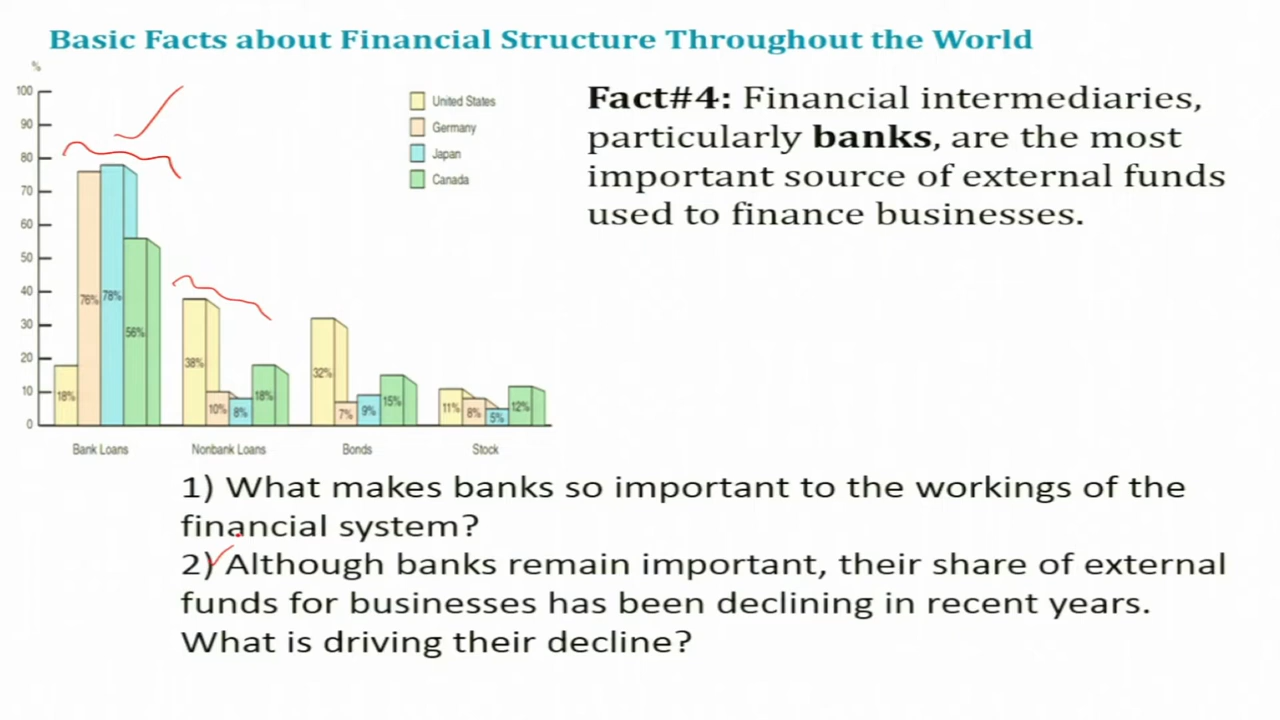 Basic Facts about Financial Structure Throughout the World
%
100
90
80
70
60
50
40
30
20
10
0
United States
Germany
Japan
Canada
18%
76%
78%
56%
38%
10%
8%
18%
32%
7%
9%
15%
11%
8%
5%
12%
Bank Loans
Nonbank Loans
Bonds
Stock
Fact#4: Financial intermediaries,
particularly banks, are the most
important source of external funds
used to finance businesses.
1) What makes banks so important to the workings of the
financial system?
2) Although banks remain important, their share of external
funds for businesses has been declining in recent years.
What is driving their decline?